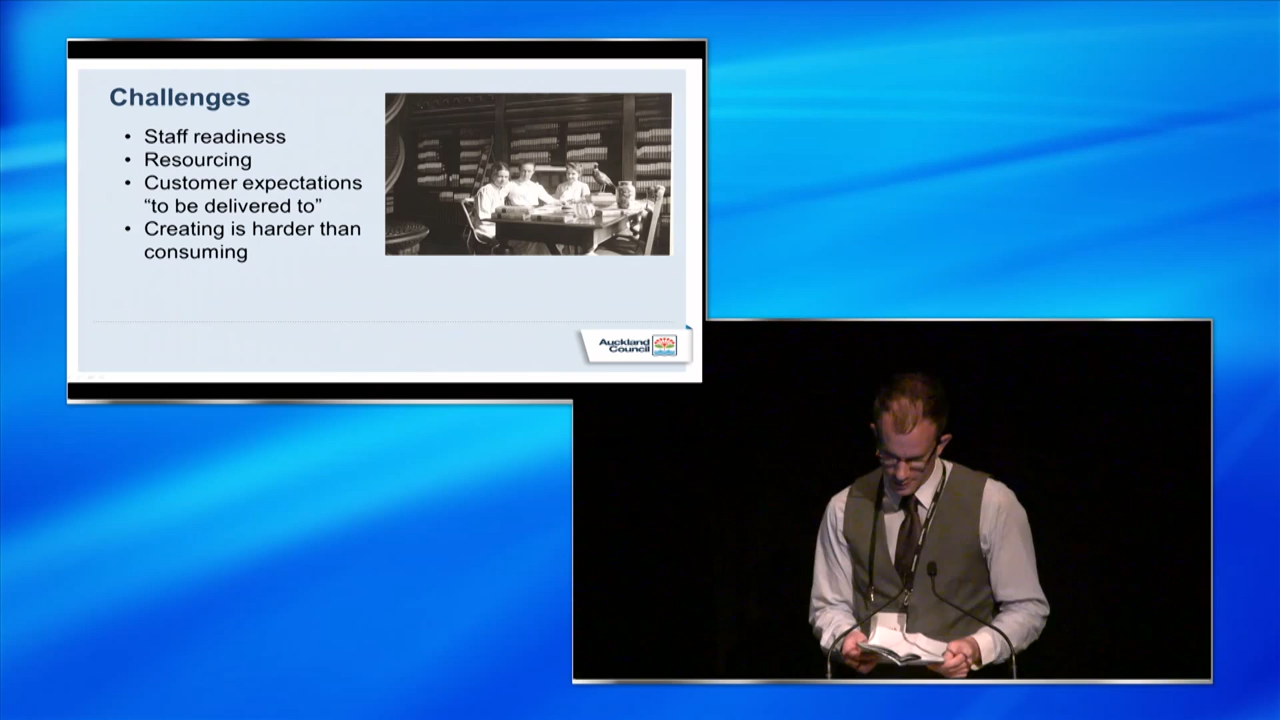 Challenges
• Staff readiness
• Resourcing
• Customer expectations
“to be delivered to”
• Creating is harder than
consuming
Auckland
Council